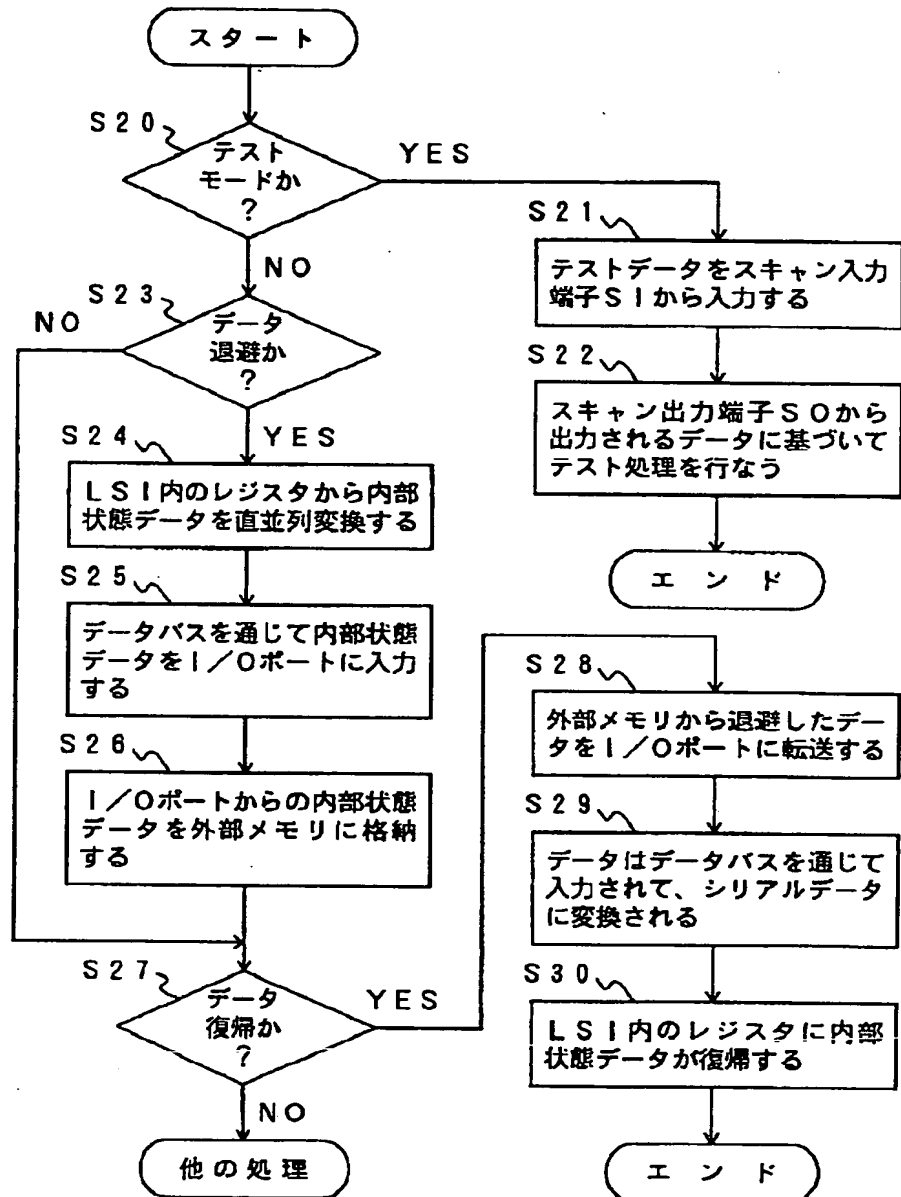 スタート
S20
テスト
モードか
?
YES
NO
S21
テストデータをスキャン入力
端子SIから入力する
S22
スキャン出力端子SOから
出力されるデータに基づいて
テスト処理を行なう
エンド
S23
データ
退避か
?
NO
YES
S24
LSI内のレジスタから内部
状態データを直並列変換する
S25
データバスを通じて内部状態
データをI/Oポートに入力
する
S26
I/Oポートからの内部状態
データを外部メモリに格納
する
S27
データ
復帰か
?
YES
NO
他の処理
S28
外部メモリから退避したデー
タをI/Oポートに転送する
S29
データはデータバスを通じて
入力されて、シリアルデータ
に変換される
S30
LSI内のレジスタに内部
状態データが復帰する
エンド